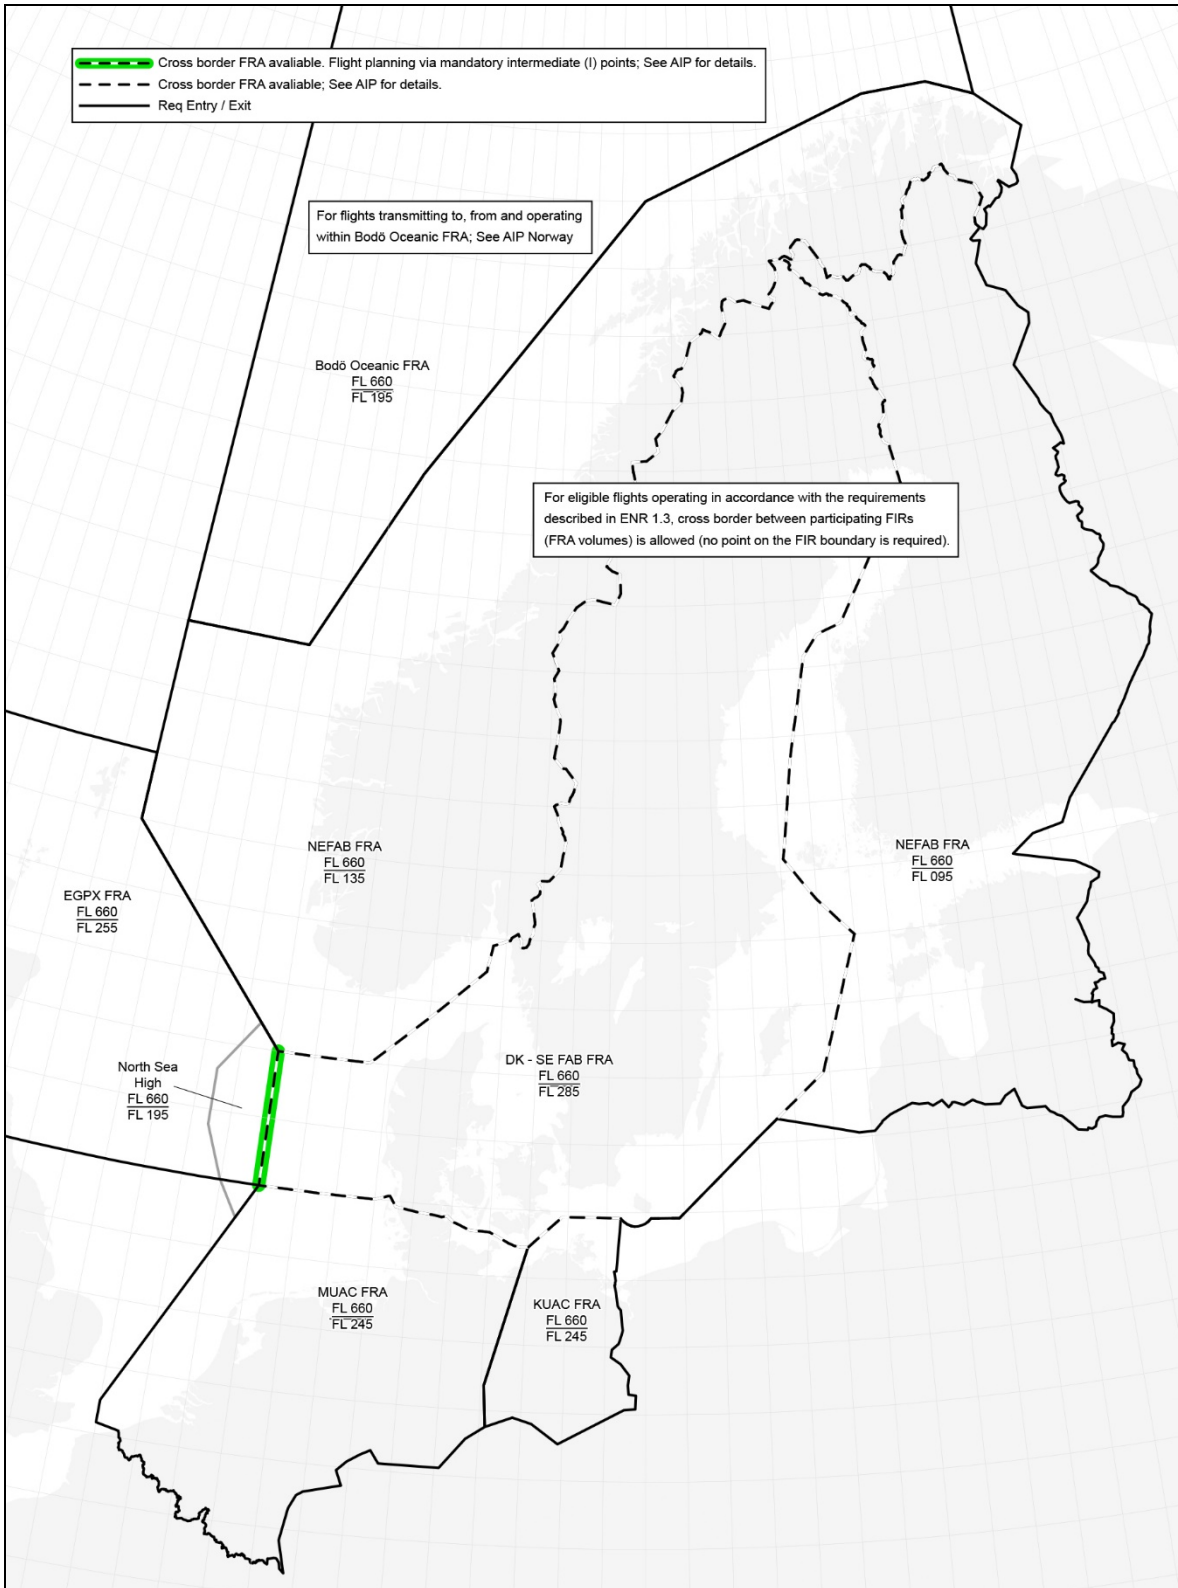 Cross border FRA avaliable. Flight planning via mandatory intermediate (I) points; See AIP for details.
Cross border FRA avaliable; See AIP for details.
Req Entry / Exit
For flights transmitting to, from and operating
within Bodö Oceanic FRA; See AIP Norway
Bodö Oceanic FRA
FL 660
FL 195
For eligible flights operating in accordance with the requirements
described in ENR 1.3, cross border between participating FIRs
(FRA volumes) is allowed (no point on the FIR boundary is required).
NEFAB FRA
FL 660
FL 135
NEFAB FRA
FL 660
FL 095
EGPX FRA
FL 660
FL 255
North Sea
High
FL 660
FL 195
DK - SE FAB FRA
FL 660
FL 285
MUAC FRA
FL 660
FL 245
KUAC FRA
FL 660
FL 245